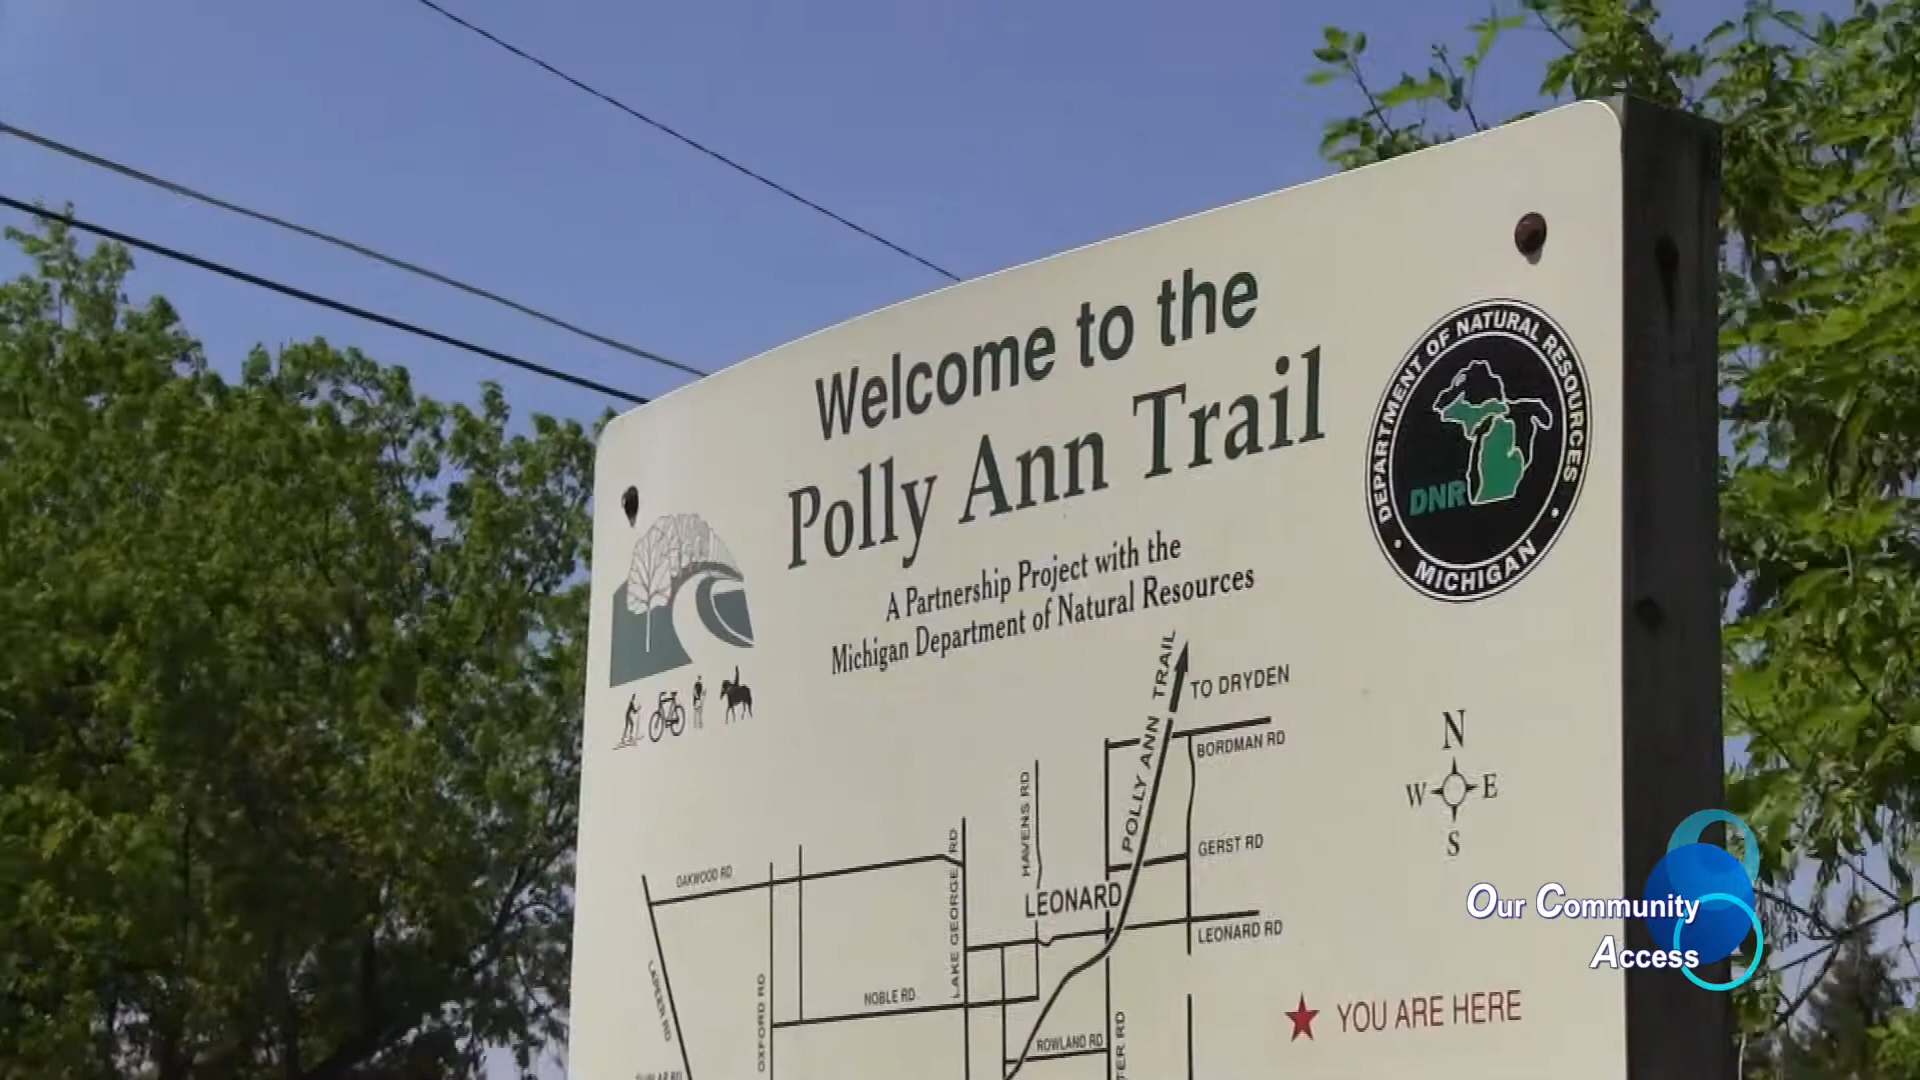 Welcome to the
Polly Ann Trail
A Partnership Project with the
Michigan Department of Natural Resources
DEPARTMENT OF NATURAL RESOURCES
DNR
• MICHIGAN •
POLLY ANN TRAIL
TO DRYDEN
BORDMAN RD
N
W E
S
HAVENS RD
GERST RD
OAKWOOD RD
LAKE GEORGE RD
LEONARD
LEONARD RD
LAPEER RD
OXFORD RD
NOBLE RD
ROWLAND RD
YOU ARE HERE
Our Community
Access